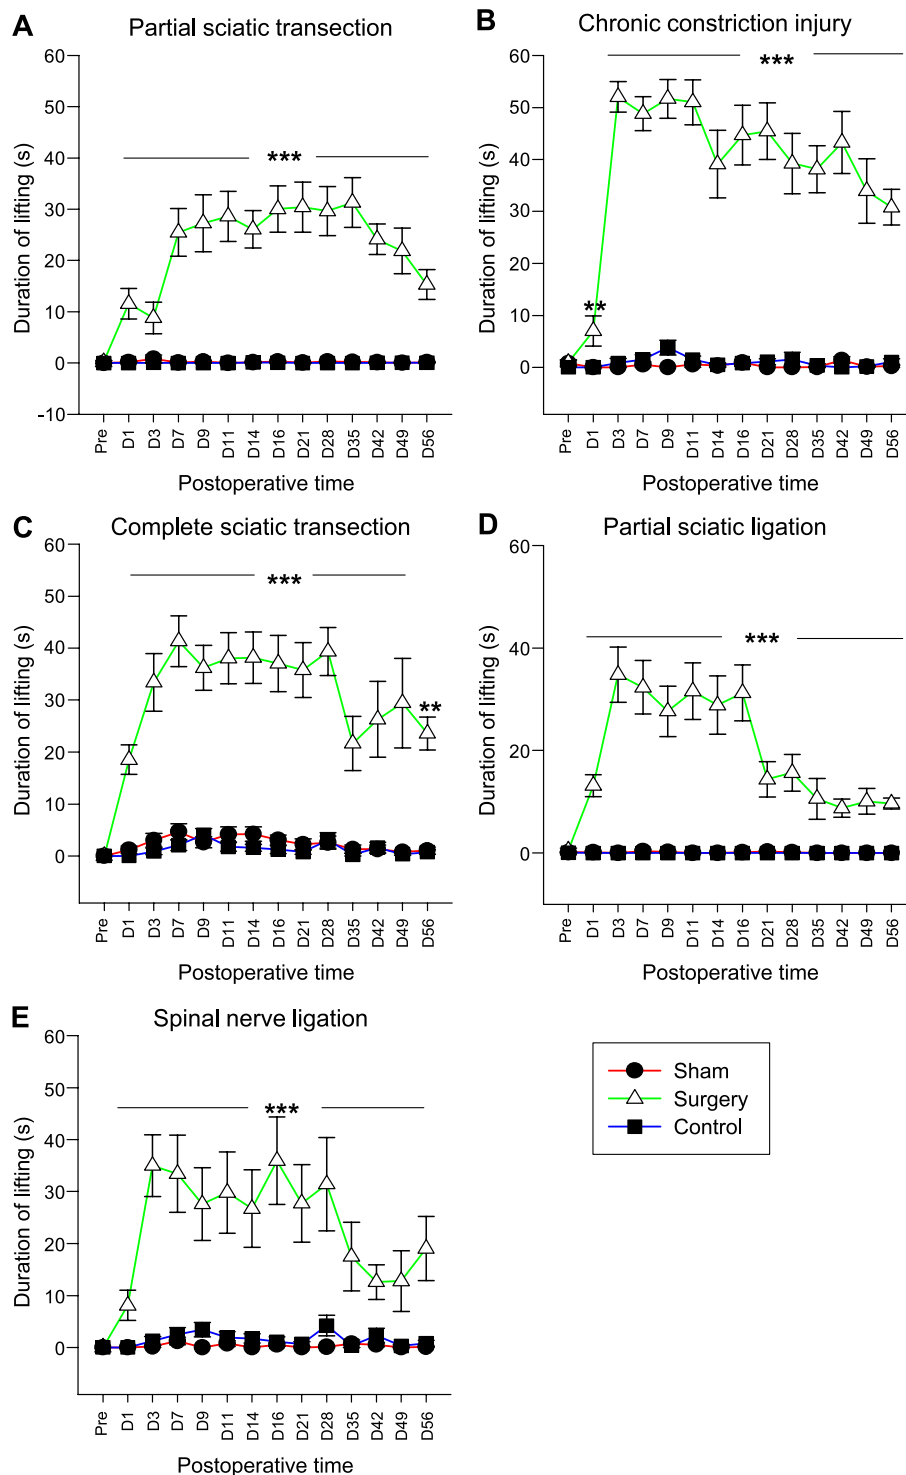 A
Partial sciatic transection
60
50
40
30
20
10
0
-10
Duration of lifting (s)
***
Pre
D1
D3
D7
D9
D11
D14
D16
D21
D28
D35
D42
D49
D56
Postoperative time
B
Chronic constriction injury
60
50
40
30
20
10
0
Duration of lifting (s)
***
**
Pre
D1
D3
D7
D9
D11
D14
D16
D21
D28
D35
D42
D49
D56
Postoperative time
C
Complete sciatic transection
60
50
40
30
20
10
0
Duration of lifting (s)
***
**
Pre
D1
D3
D7
D9
D11
D14
D16
D21
D28
D35
D42
D49
D56
Postoperative time
D
Partial sciatic ligation
60
40
20
0
Duration of lifting (s)
***
Pre
D1
D3
D7
D9
D11
D14
D16
D21
D28
D35
D42
D49
D56
Postoperative time
E
Spinal nerve ligation
60
50
40
30
20
10
0
Duration of lifting (s)
***
Pre
D1
D3
D7
D9
D11
D14
D16
D21
D28
D35
D42
D49
D56
Postoperative time
Sham
Surgery
Control